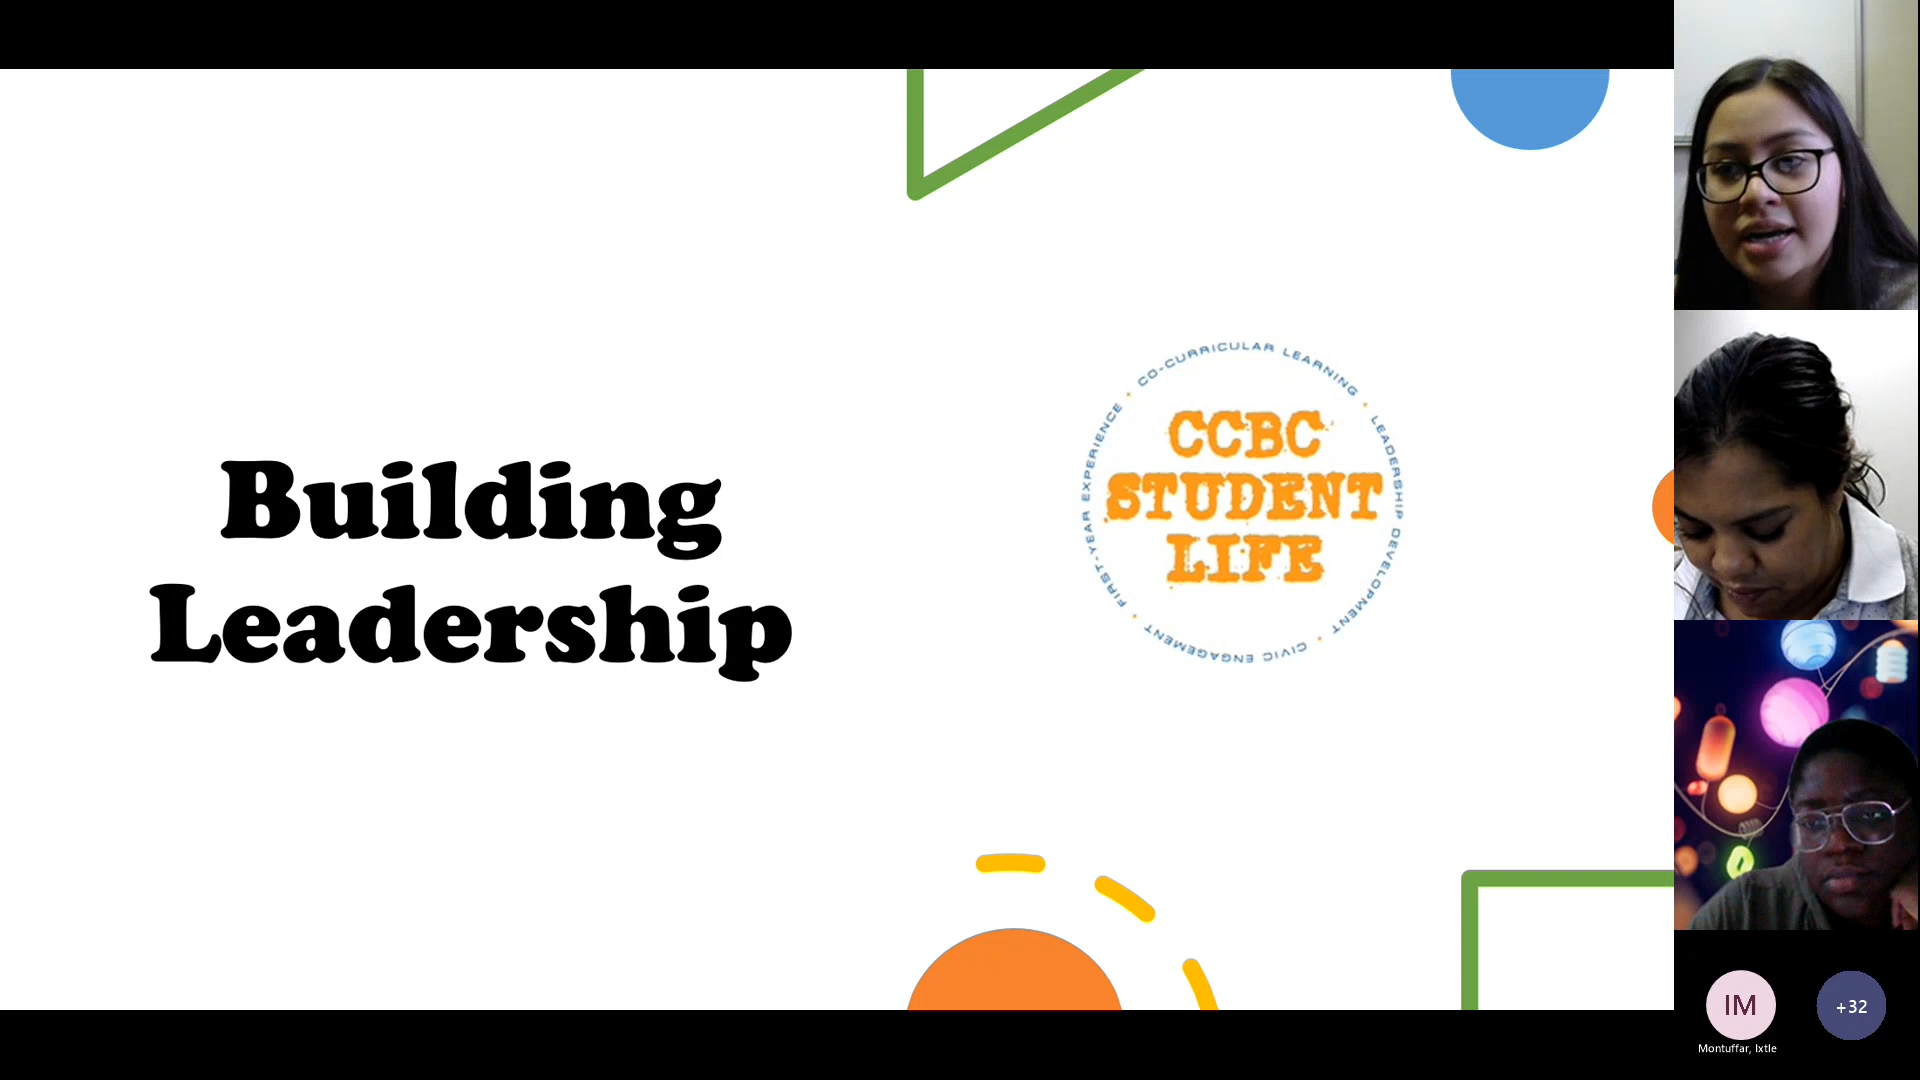 Building
Leadership
CO-CURRICULAR LEARNING • LEADERSHIP DEVELOPMENT • CIVIC ENGAGEMENT • FIRST-YEAR EXPERIENCE •
CCBC
STUDENT
LIFE
IM
+32
Montuffar, Ixtle